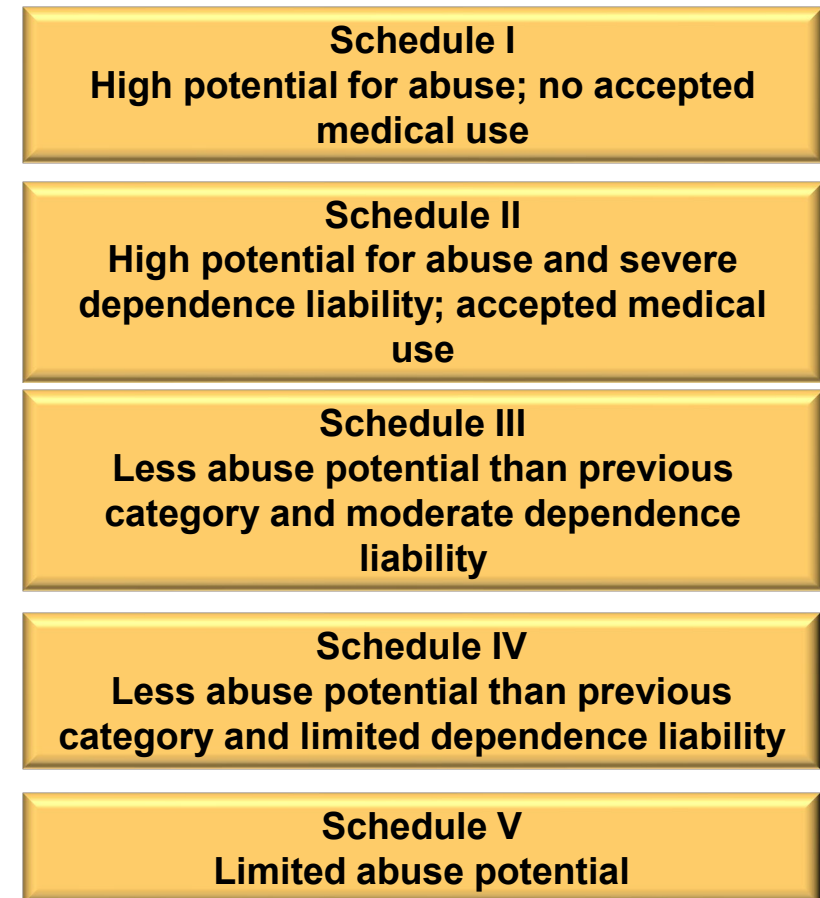 Schedule I
High potential for abuse; no accepted
medical use
Schedule II
High potential for abuse and severe
dependence liability; accepted medical
use
Schedule III
Less abuse potential than previous
category and moderate dependence
liability
Schedule IV
Less abuse potential than previous
category and limited dependence liability
Schedule V
Limited abuse potential